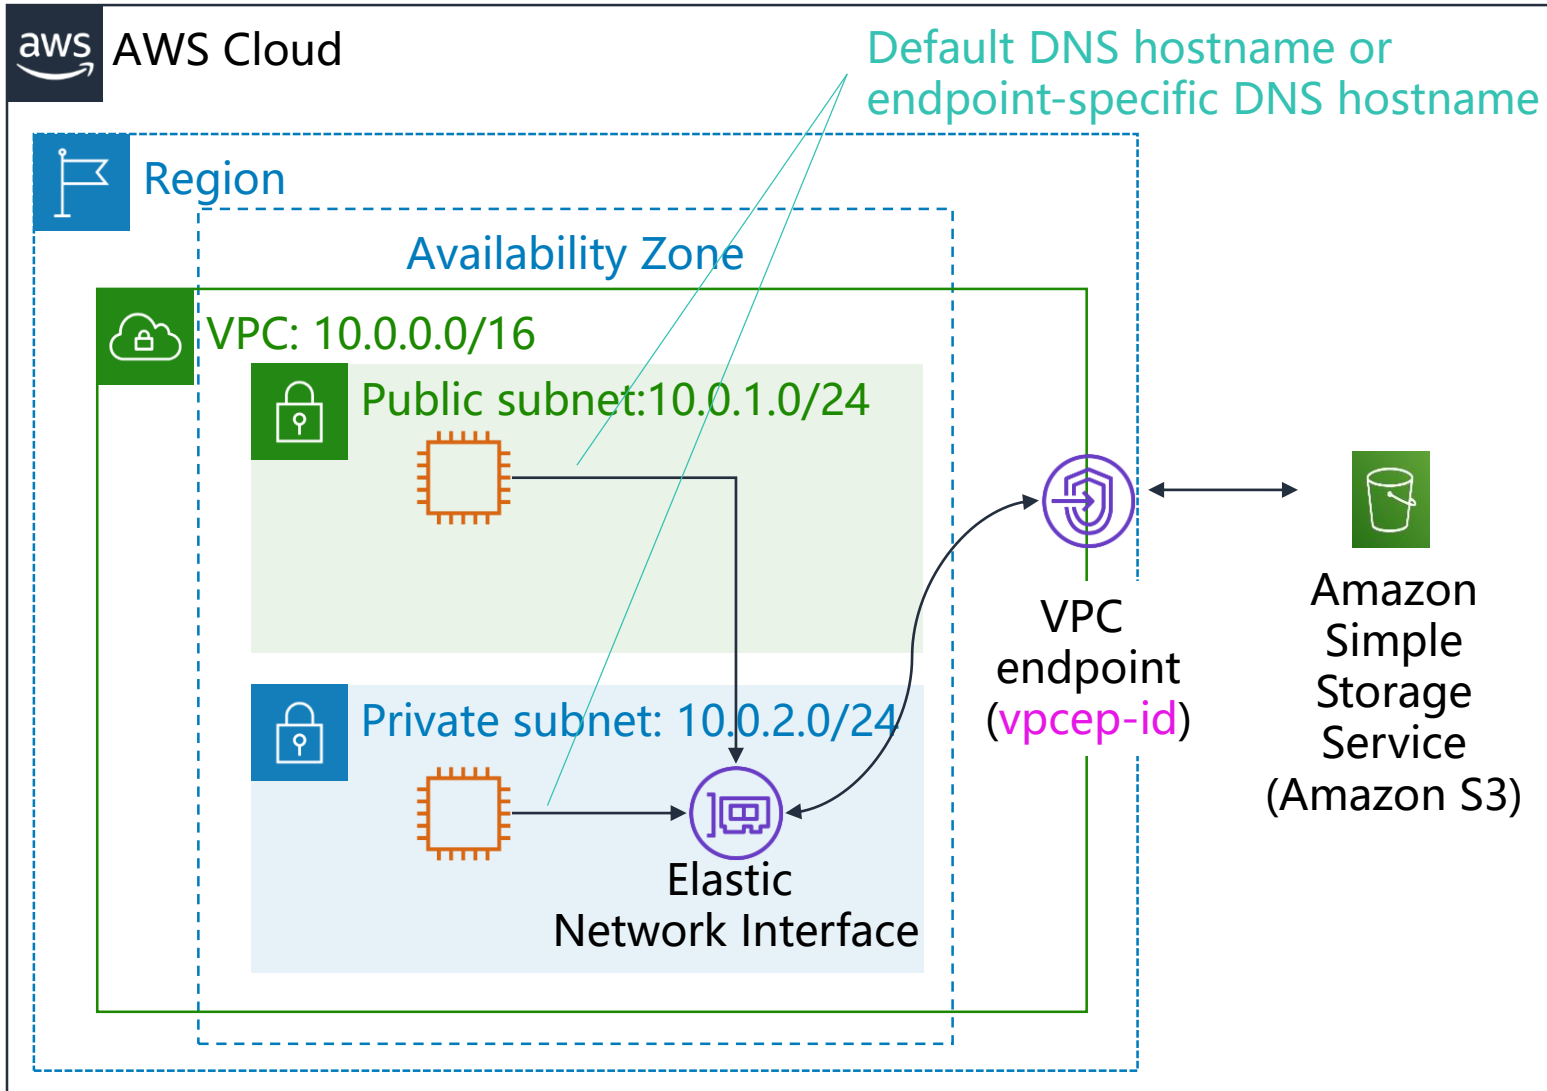 aws
AWS Cloud
Default DNS hostname or
endpoint-specific DNS hostname
Region
Availability Zone
VPC: 10.0.0.0/16
Public subnet:10.0.1.0/24
Private subnet: 10.0.2.0/24
Elastic
Network Interface
VPC
endpoint
(vpcep-id)
Amazon
Simple
Storage
Service
(Amazon S3)